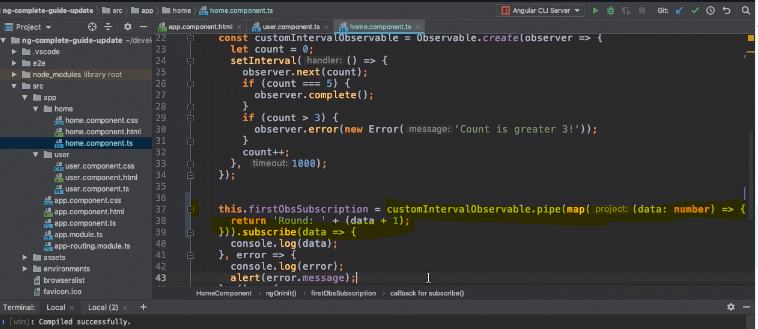 ng-complete-guide-update
src
app
home
home.component.ts
Angular CLI Server
Git:
Project
app.component.html
user.component.ts
home.component.ts
ng-complete-guide-update ~/develo
.vscode
e2e
node_modules library root
src
app
home
home.component.css
home.component.html
home.component.ts
user
user.component.css
user.component.html
user.component.ts
app.component.css
app.component.html
app.component.ts
app.module.ts
app-routing.module.ts
assets
environments
browserslist
favicon.ico
22 const customIntervalObservable = Observable.create(observer => {
23 let count = 0;
24 setInterval( handler: () => {
25 observer.next(count);
26 if (count === 5) {
27 observer.complete();
28 }
29 if (count > 3) {
30 observer.error(new Error( message: 'Count is greater 3!'));
31 }
32 count++;
33 }, timeout: 1000);
34 });
35
36
37 this.firstObsSubscription = customIntervalObservable.pipe(map( project: (data: number) => {
38 return 'Round: ' + (data + 1);
39 })).subscribe(data => {
40 console.log(data);
41 }, error => {
42 console.log(error);
43 alert(error.message);
HomeComponent › ngOnInit() › firstObsSubscription › callback for subscribe()
Terminal: Local × Local (2) × +
[wdm]: Compiled successfully.